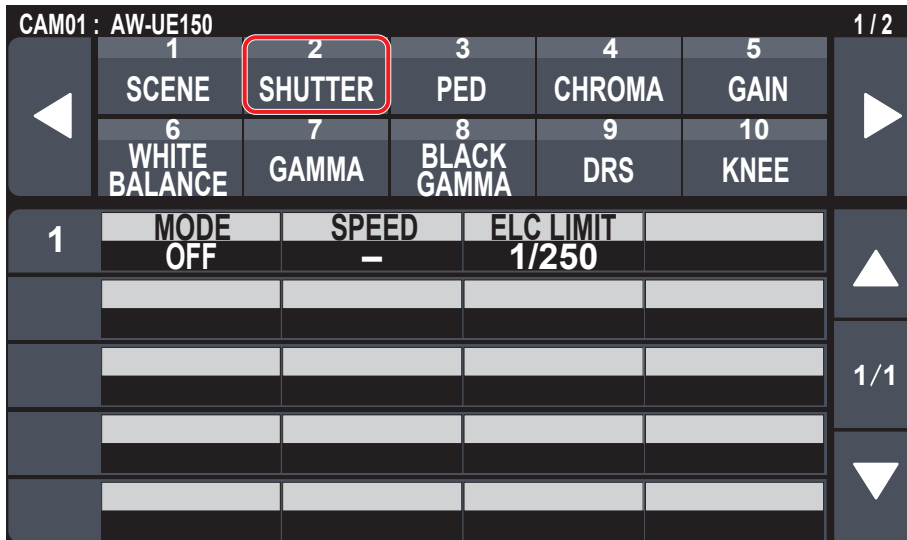 CAM01 : AW-UE150 1 / 2
1 2 3 4 5
SCENE SHUTTER PED CHROMA GAIN
6 7 8 9 10
WHITE BALANCE GAMMA BLACK GAMMA DRS KNEE
1 MODE SPEED ELC LIMIT
OFF – 1/250
1/1